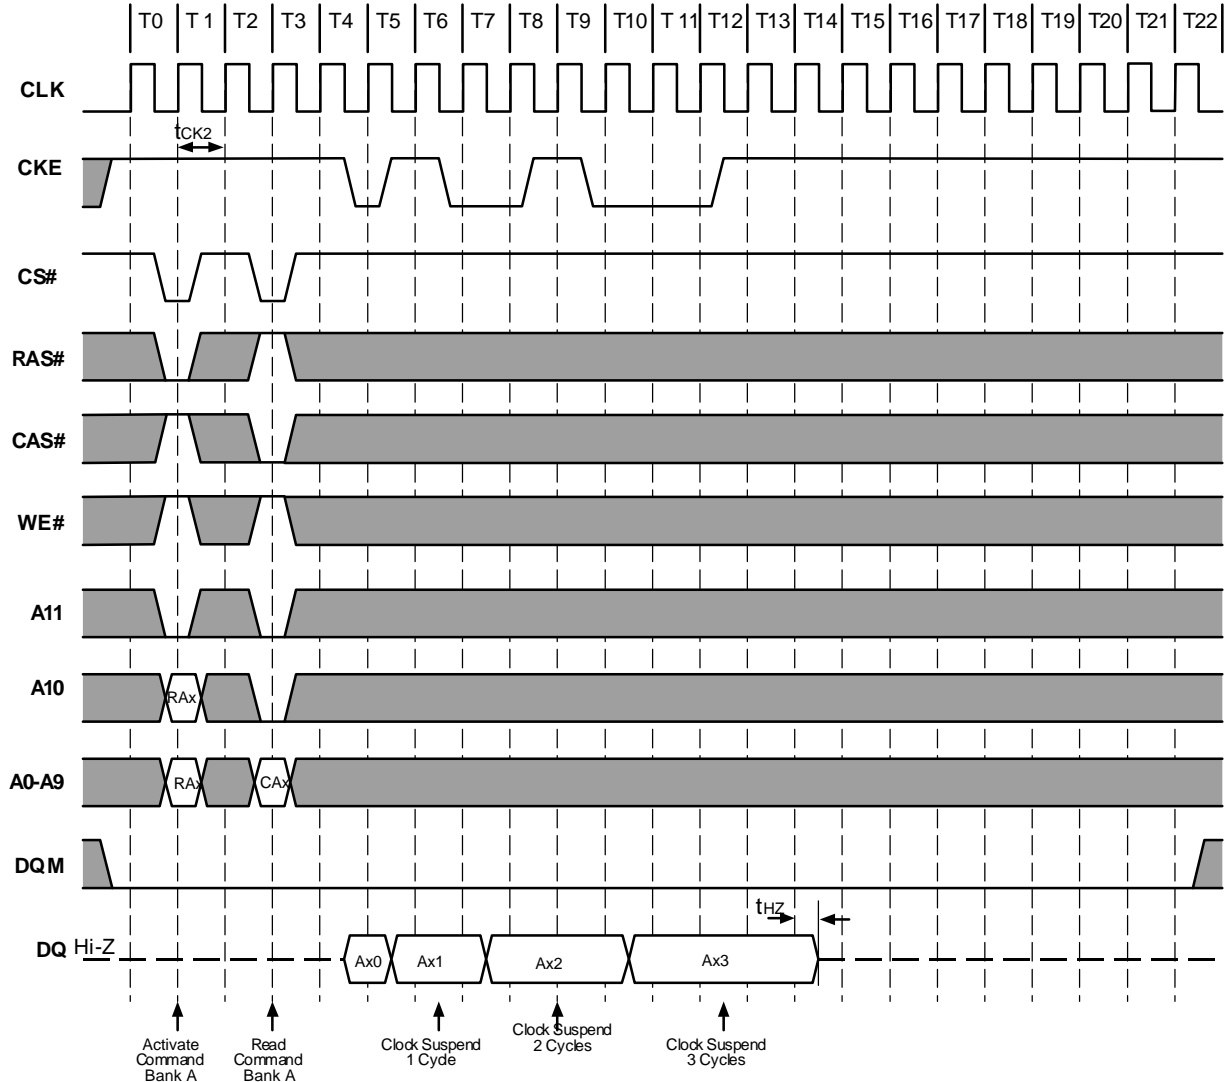 T0 T 1 T2 T3 T4 T5 T6 T7 T8 T9 T10 T 11 T12 T13 T14 T15 T16 T17 T18 T19 T20 T21 T22
CLK
tCK2
CKE
CS#
RAS#
CAS#
WE#
A11
A10 RAx
A0-A9 RAx CAx
DQM
tHZ
DQ Hi-Z Ax0 Ax1 Ax2 Ax3
Activate
Command
Bank A
Read
Command
Bank A
Clock Suspend
1 Cycle
Clock Suspend
2 Cycles
Clock Suspend
3 Cycles